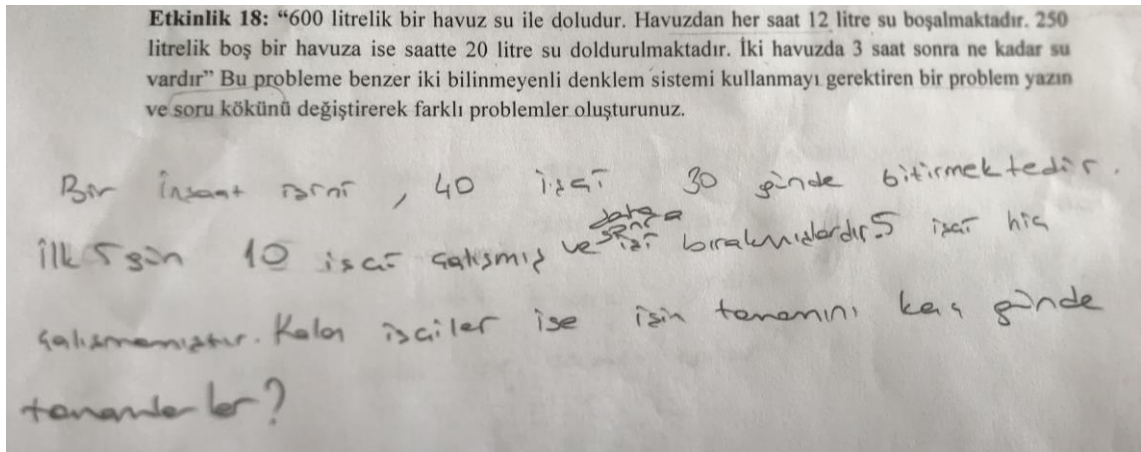 Etkinlik 18: “600 litrelik bir havuz su ile doludur. Havuzdan her saat 12 litre su boşalmaktadır. 250
litrelik boş bir havuza ise saatte 20 litre su doldurulmaktadır. İki havuzda 3 saat sonra ne kadar su
vardır” Bu probleme benzer iki bilinmeyenli denklem sistemi kullanmayı gerektiren bir problem yazın
ve soru kökünü değiştirerek farklı problemler oluşturunuz.
Bir inşaat işini, 40 işçi 30 günde bitirmektedir.
daha sonra
İlk 5 gün 10 işçi çalışmış ve işi bırakmışlardır. 5 işçi hiç
çalışmamıştır. Kalan işçiler ise işin tamamını kaç günde
tamamlarlar?